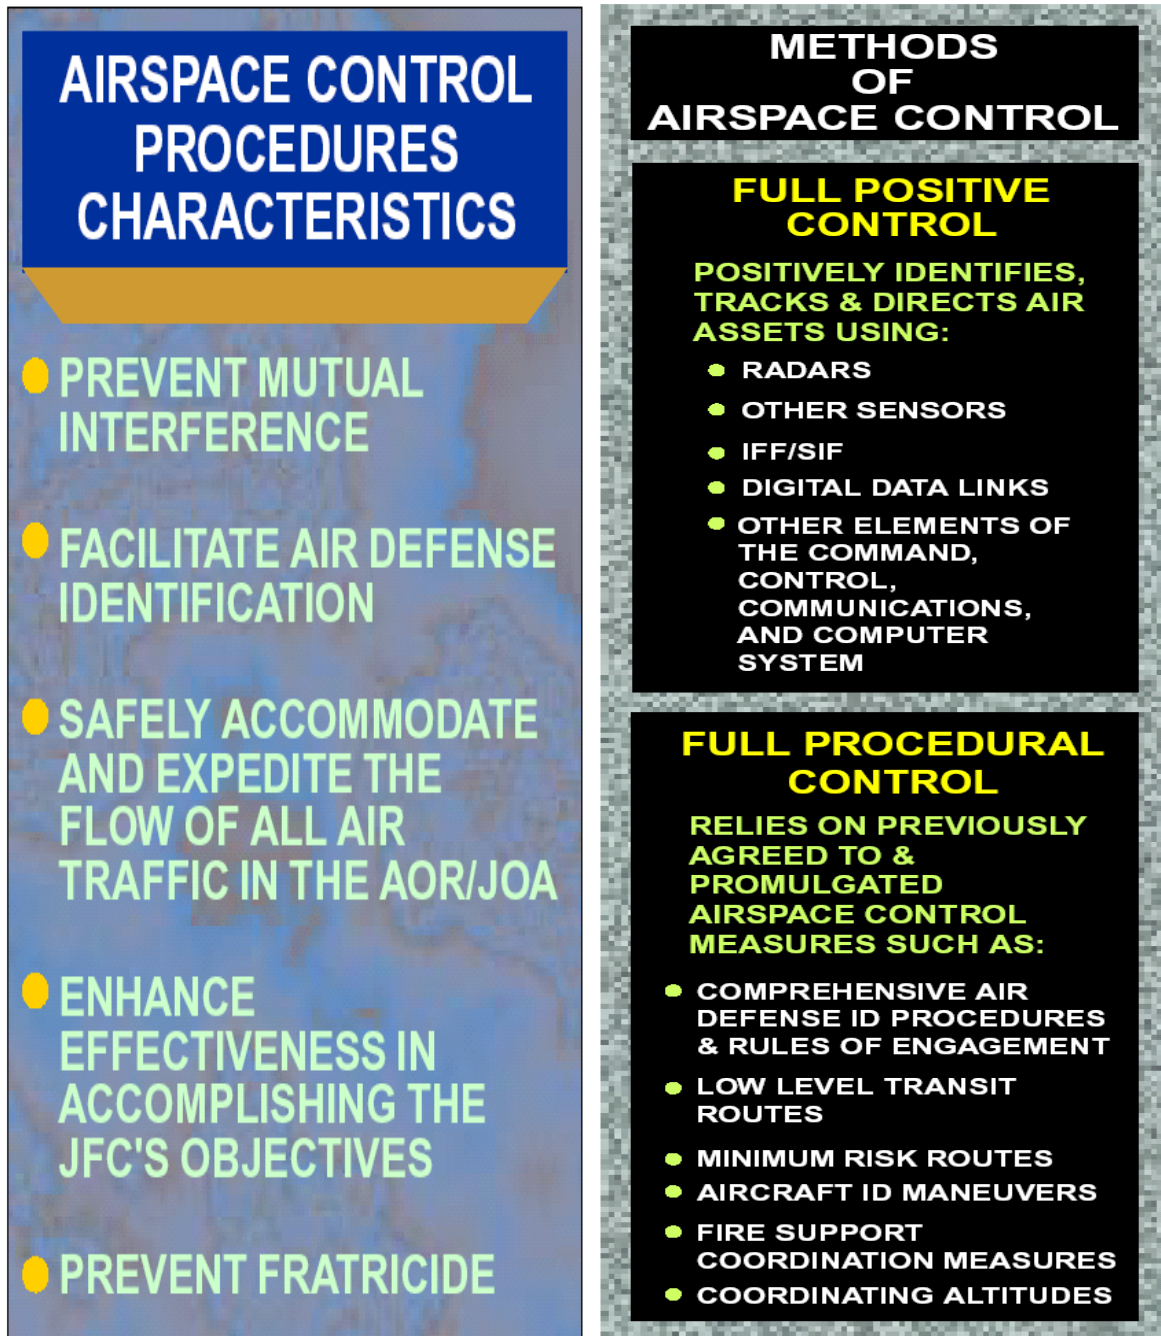 AIRSPACE CONTROL
PROCEDURES
CHARACTERISTICS
PREVENT MUTUAL
INTERFERENCE
FACILITATE AIR DEFENSE
IDENTIFICATION
SAFELY ACCOMMODATE
AND EXPEDITE THE
FLOW OF ALL AIR
TRAFFIC IN THE AOR/JOA
ENHANCE
EFFECTIVENESS IN
ACCOMPLISHING THE
JFC'S OBJECTIVES
PREVENT FRATRICIDE
METHODS
OF
AIRSPACE CONTROL
FULL POSITIVE
CONTROL
POSITIVELY IDENTIFIES,
TRACKS & DIRECTS AIR
ASSETS USING:
RADARS
OTHER SENSORS
IFF/SIF
DIGITAL DATA LINKS
OTHER ELEMENTS OF
THE COMMAND,
CONTROL,
COMMUNICATIONS,
AND COMPUTER
SYSTEM
FULL PROCEDURAL
CONTROL
RELIES ON PREVIOUSLY
AGREED TO &
PROMULGATED
AIRSPACE CONTROL
MEASURES SUCH AS:
COMPREHENSIVE AIR
DEFENSE ID PROCEDURES
& RULES OF ENGAGEMENT
LOW LEVEL TRANSIT
ROUTES
MINIMUM RISK ROUTES
AIRCRAFT ID MANEUVERS
FIRE SUPPORT
COORDINATION MEASURES
COORDINATING ALTITUDES